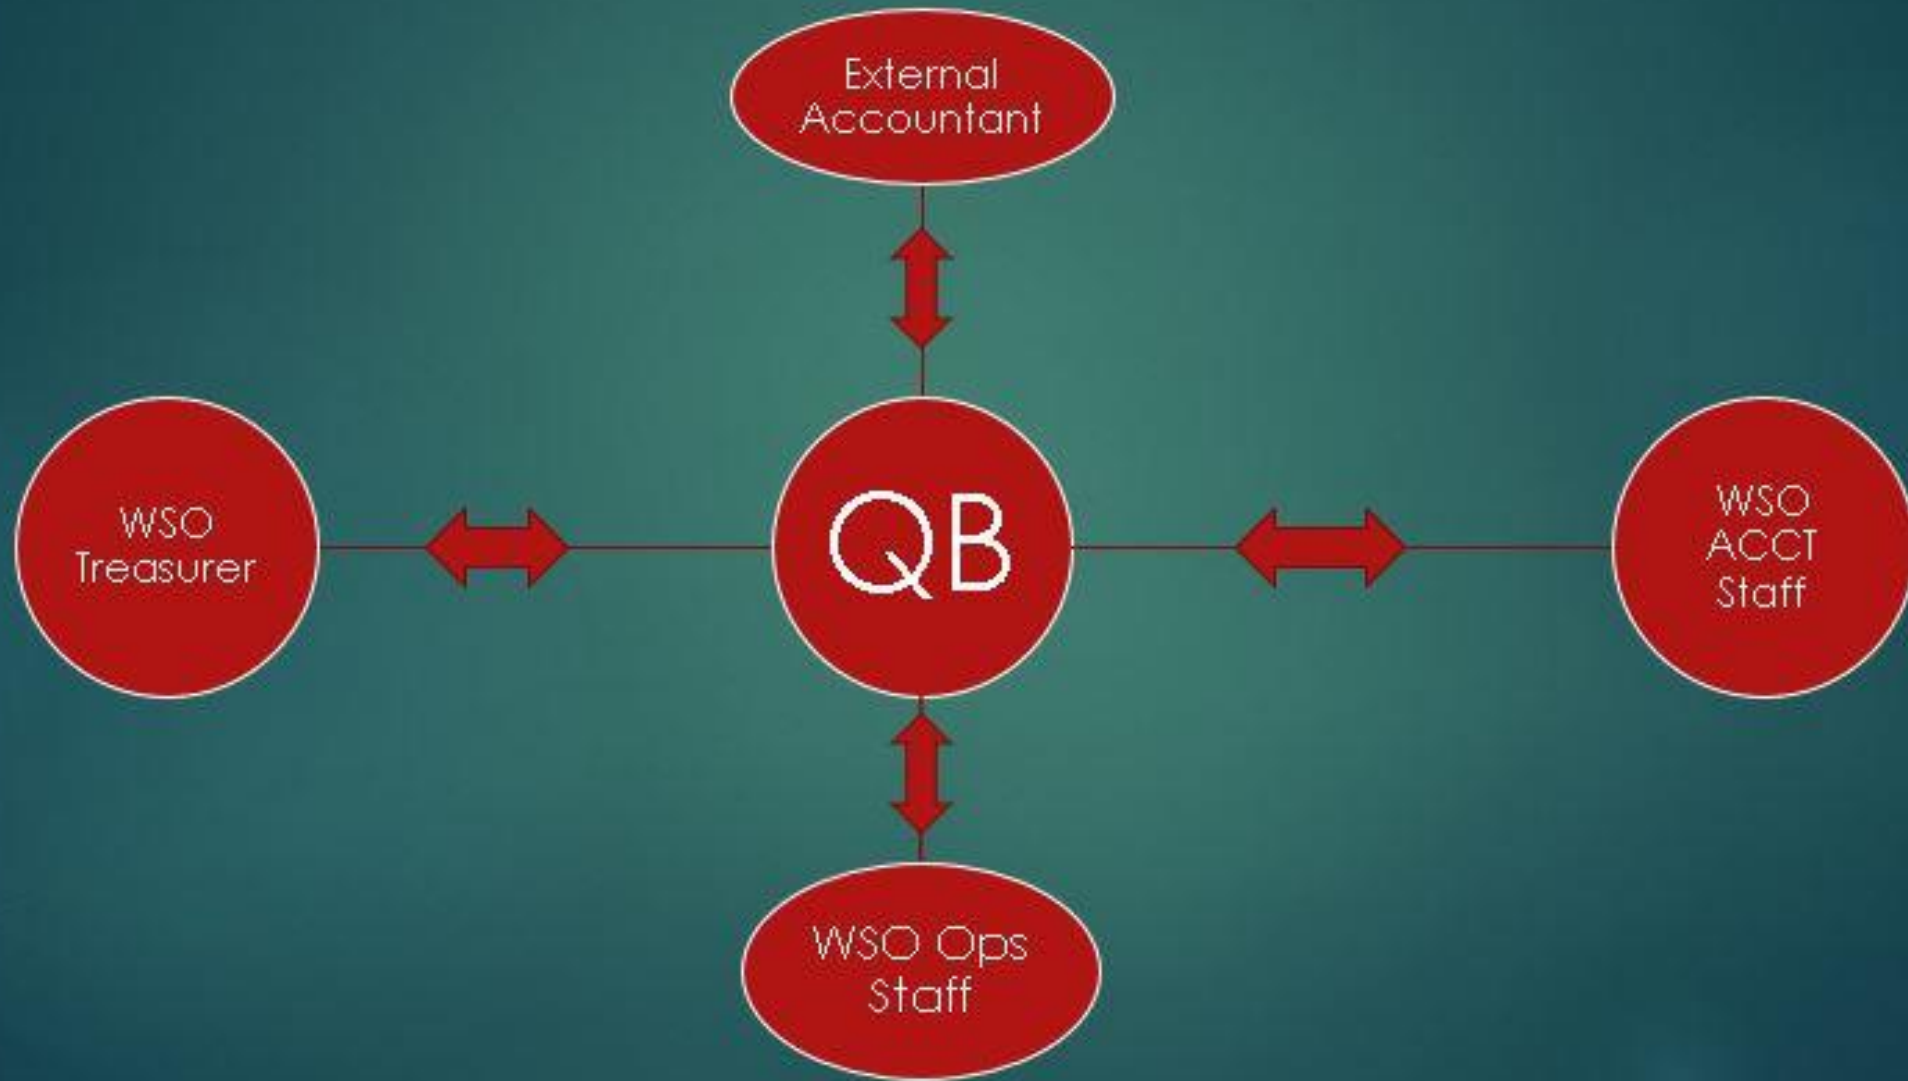 External
Accountant
WSO
Treasurer
QB
WSO
ACCT
Staff
WSO Ops
Staff